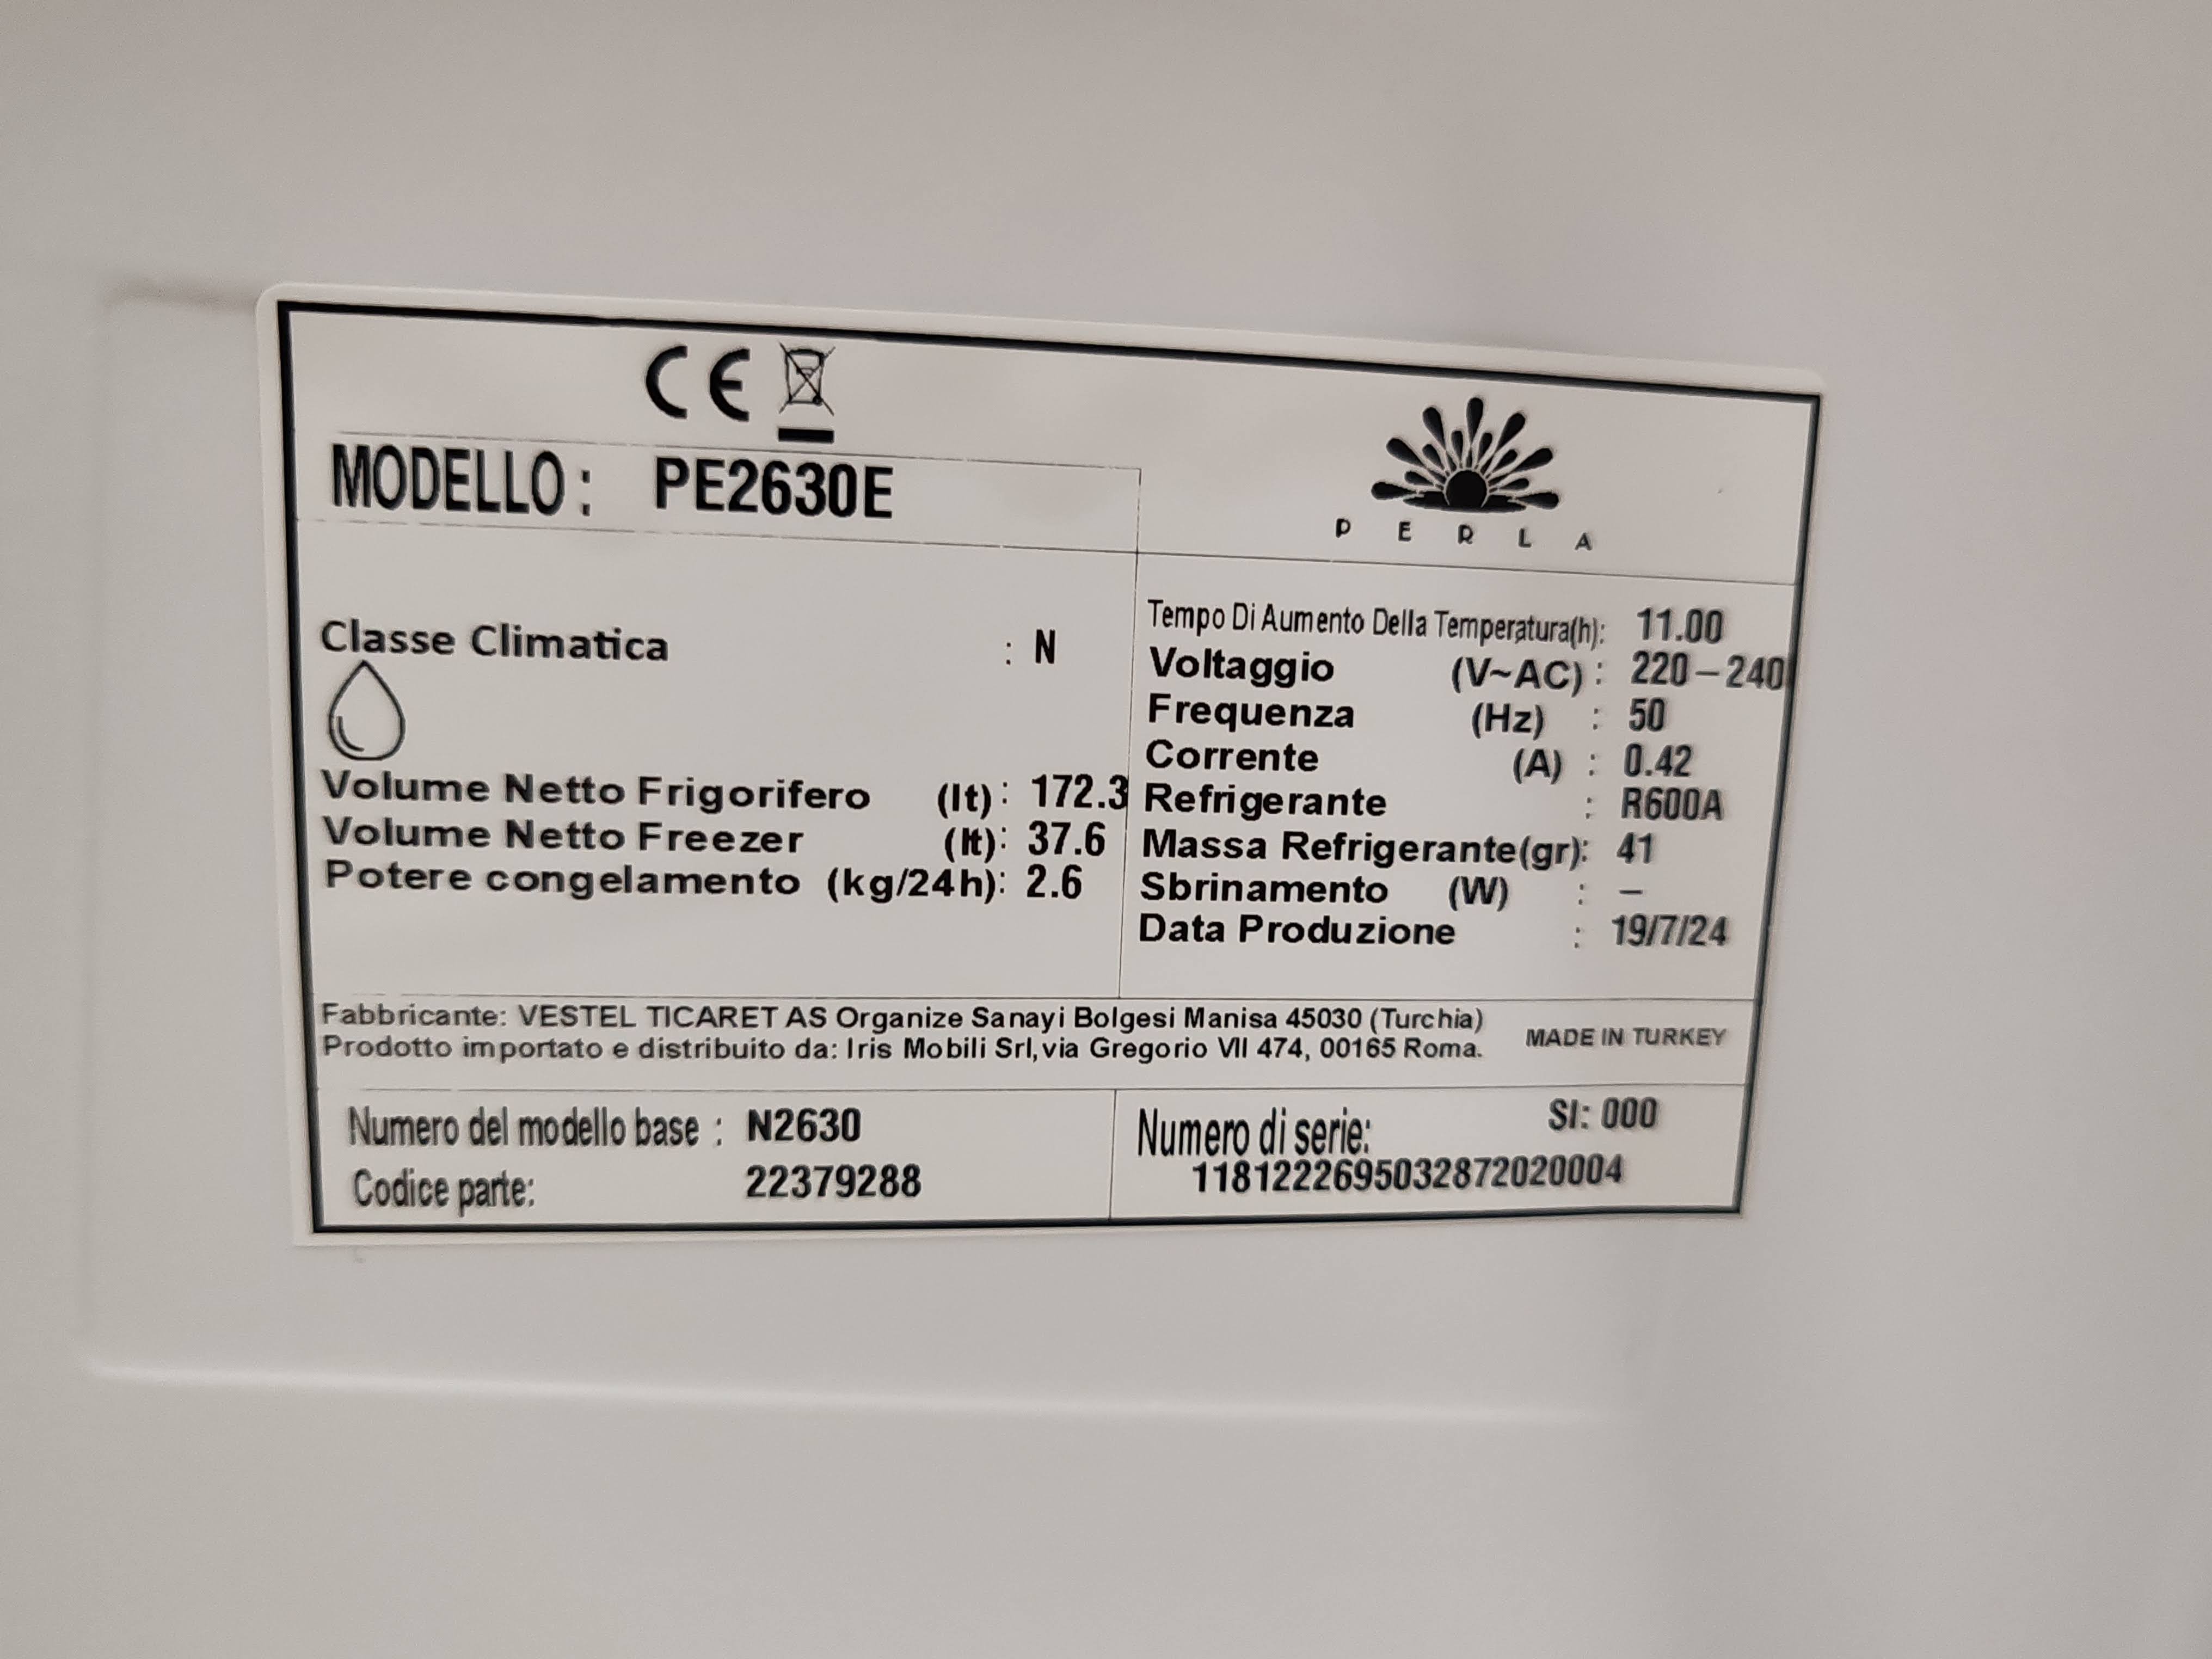 CE
MODELLO: PE2630E
PERLA
Classe Climatica : N
Volume Netto Frigorifero (lt): 172.3
Volume Netto Freezer (lt): 37.6
Potere congelamento (kg/24h): 2.6
Tempo Di Aumento Della Temperatura(h): 11.00
Voltaggio (V~AC): 220-240
Frequenza (Hz) : 50
Corrente (A) : 0.42
Refrigerante : R600A
Massa Refrigerante(gr): 41
Sbrinamento (W) : –
Data Produzione : 19/7/24
Fabbricante: VESTEL TICARET AS Organize Sanayi Bolgesi Manisa 45030 (Turchia)
Prodotto importato e distribuito da: Iris Mobili Srl, via Gregorio VII 474, 00165 Roma.
MADE IN TURKEY
Numero del modello base : N2630
Codice parte: 22379288
Numero di serie: SI: 000
1181222695032872020004